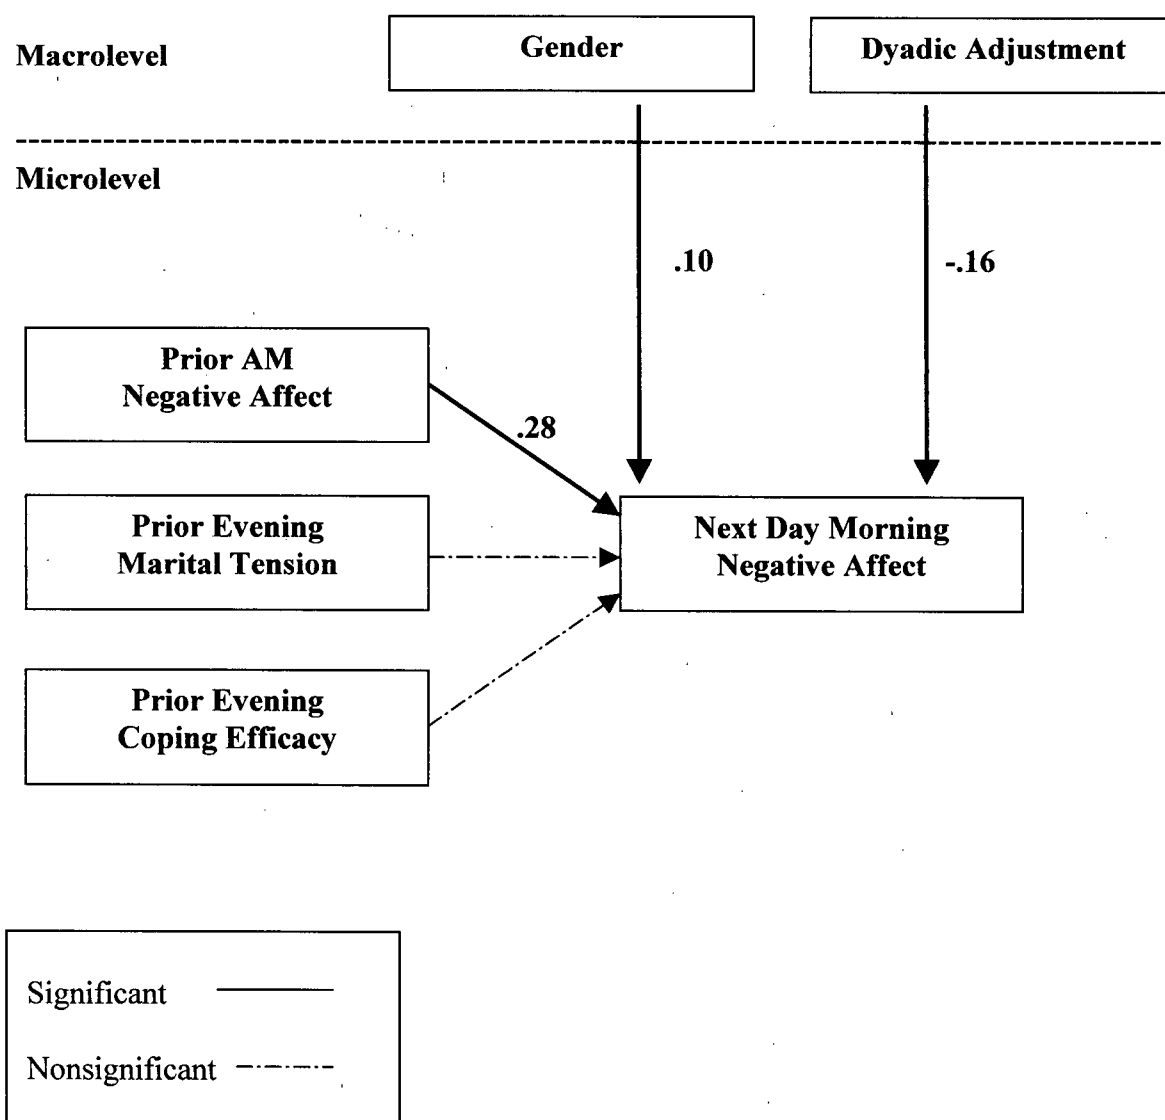 Macrolevel
Gender
Dyadic Adjustment
Microlevel
.10
-.16
Prior AM
Negative Affect
.28
Prior Evening
Marital Tension
Next Day Morning
Negative Affect
Prior Evening
Coping Efficacy
Significant
Nonsignificant